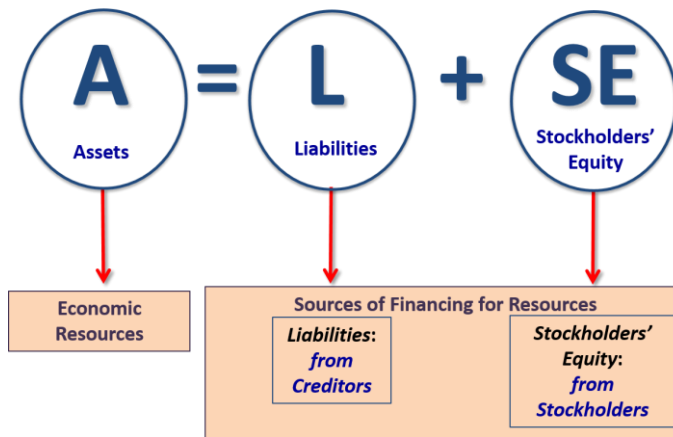 A = L + SE
Assets
Liabilities
Stockholders'
Equity
Economic
Resources
Sources of Financing for Resources
Liabilities:
from
Creditors
Stockholders'
Equity:
from
Stockholders